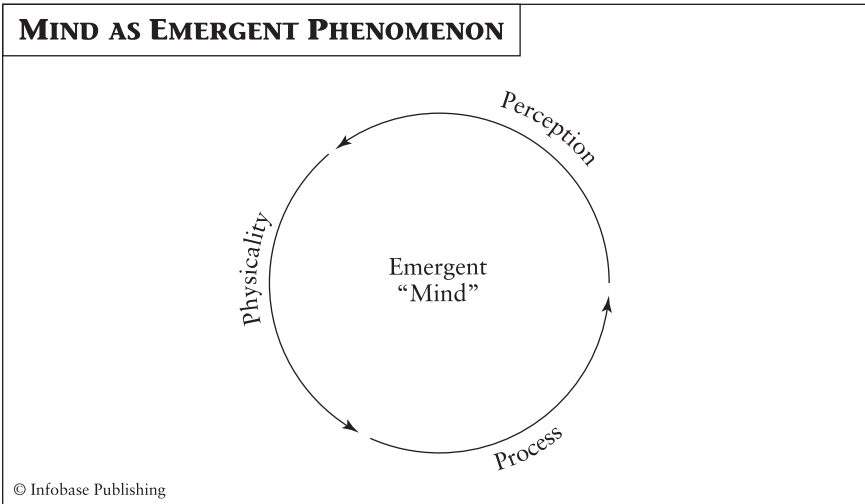 MIND AS EMERGENT PHENOMENON
Perception
Physicality
Emergent
“Mind”
Process
© Infobase Publishing